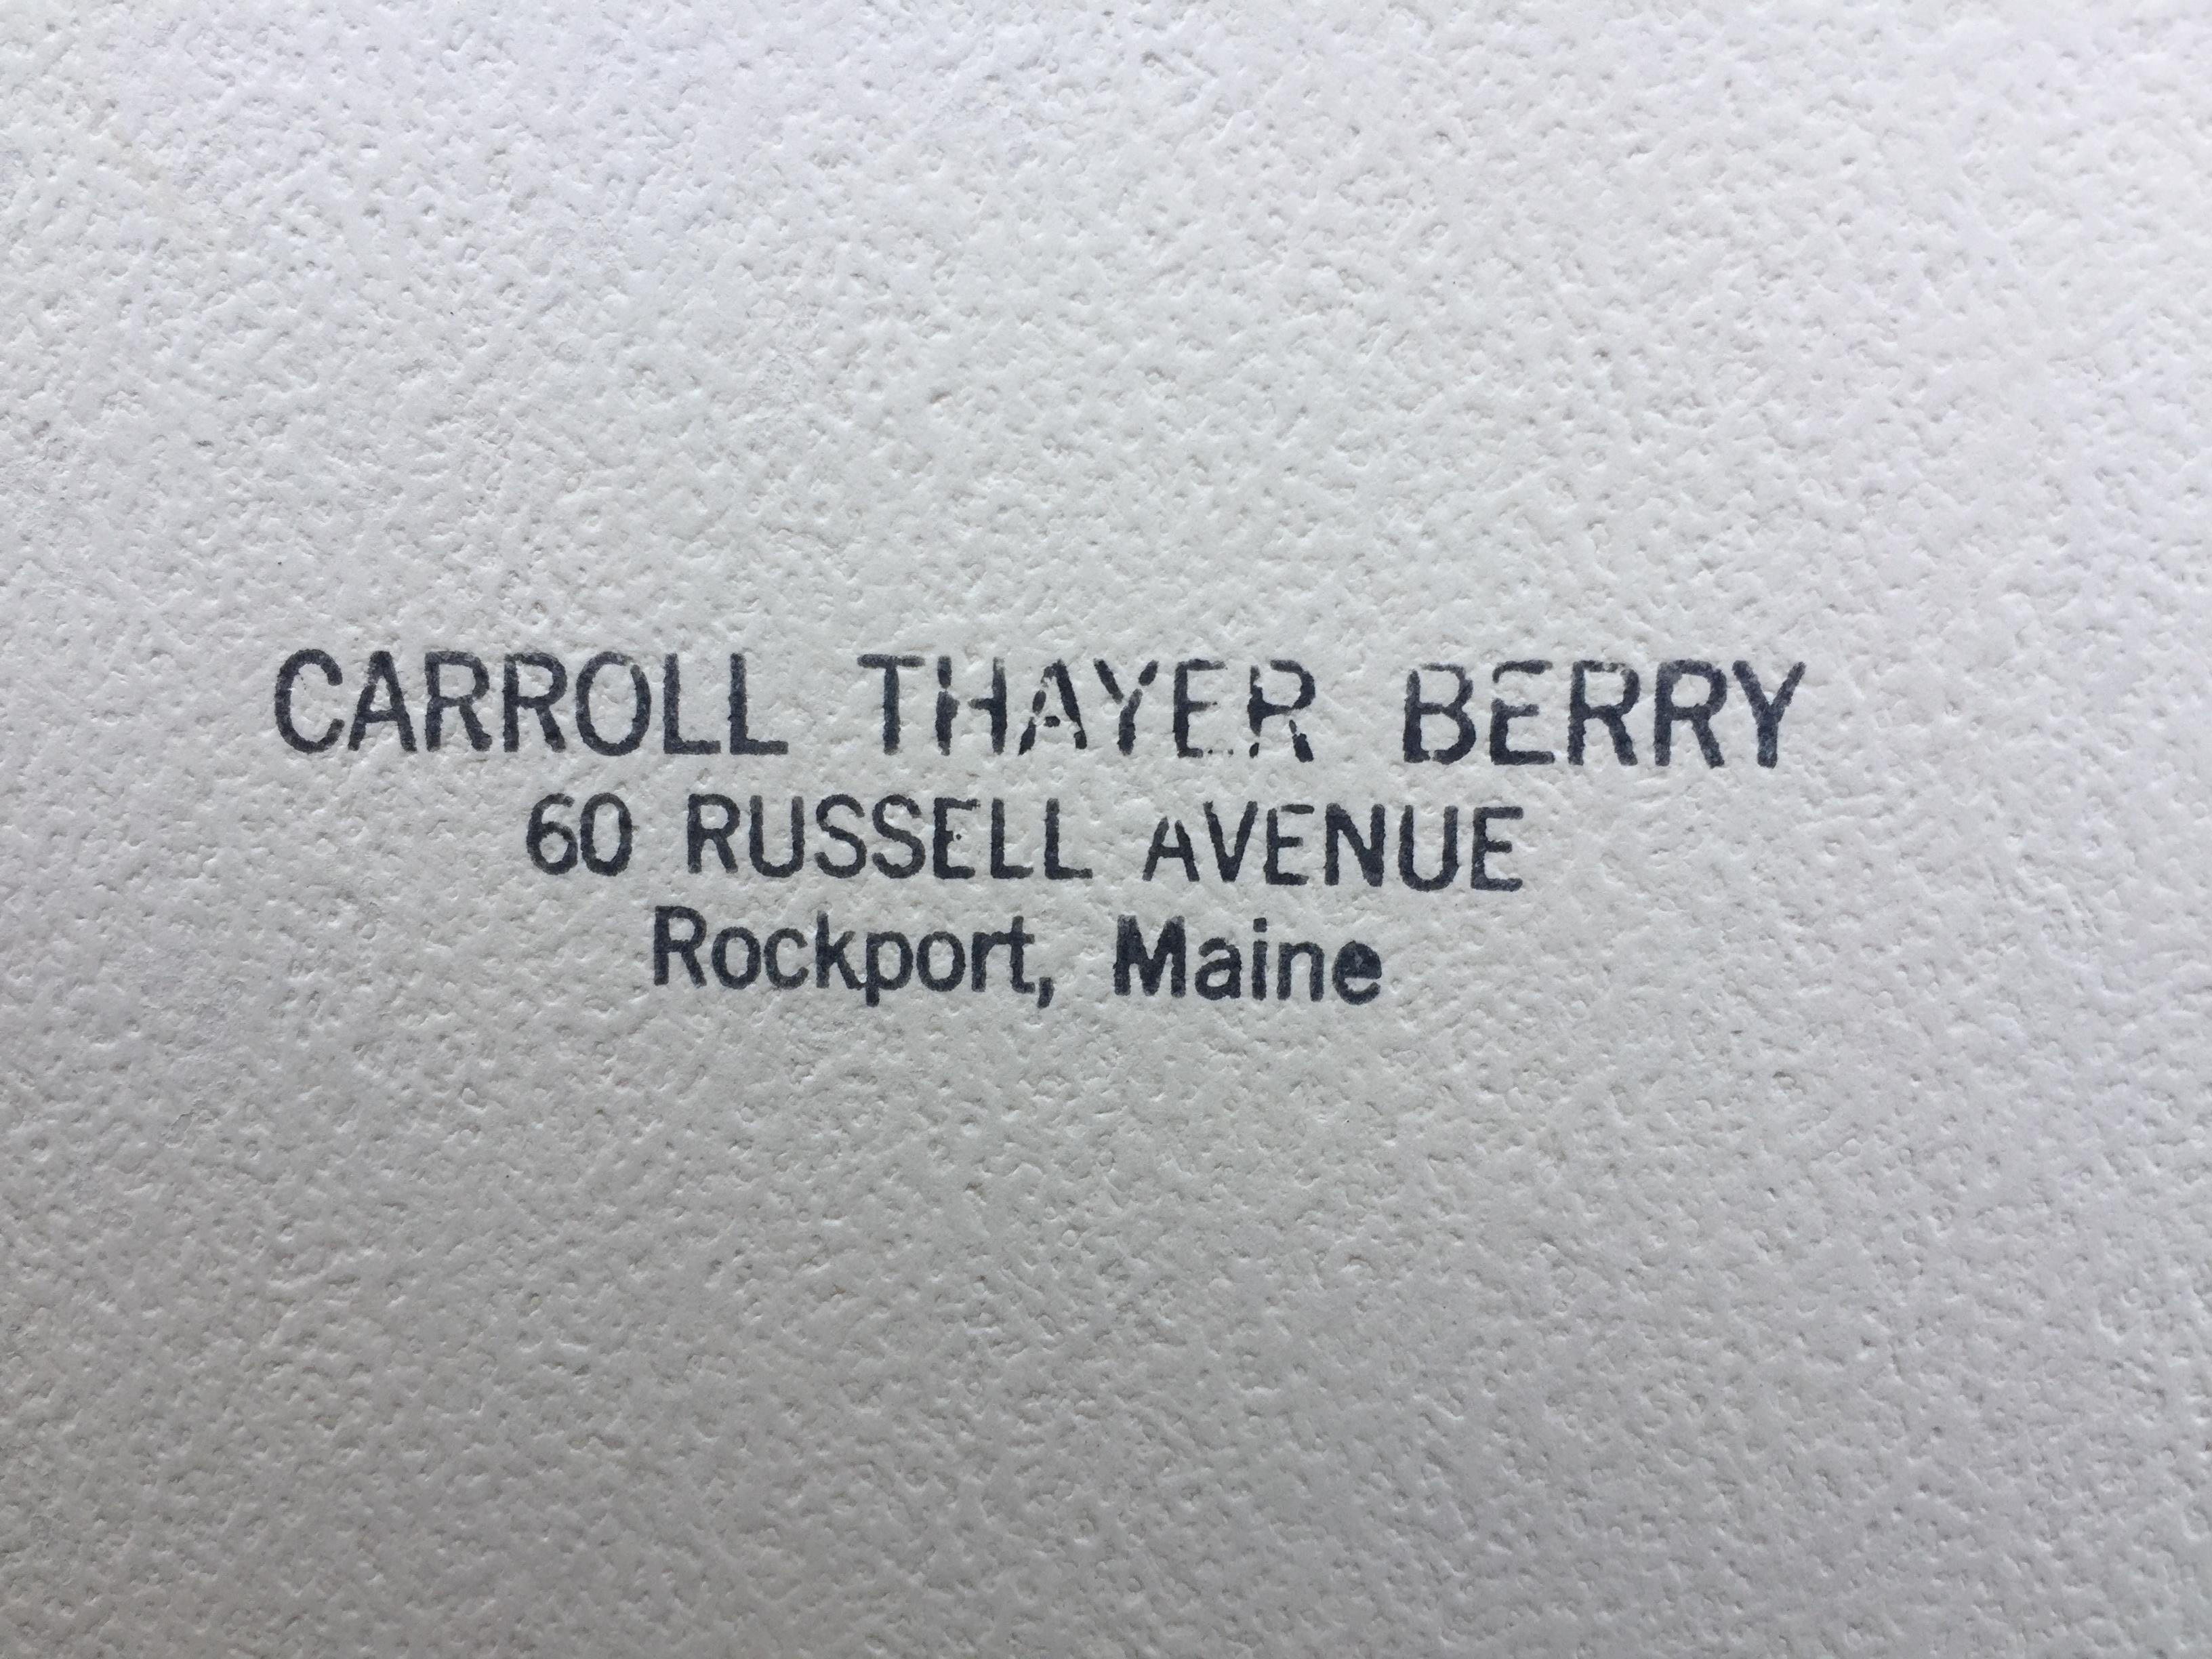 CARROLL THAYER BERRY
60 RUSSELL AVENUE
Rockport, Maine